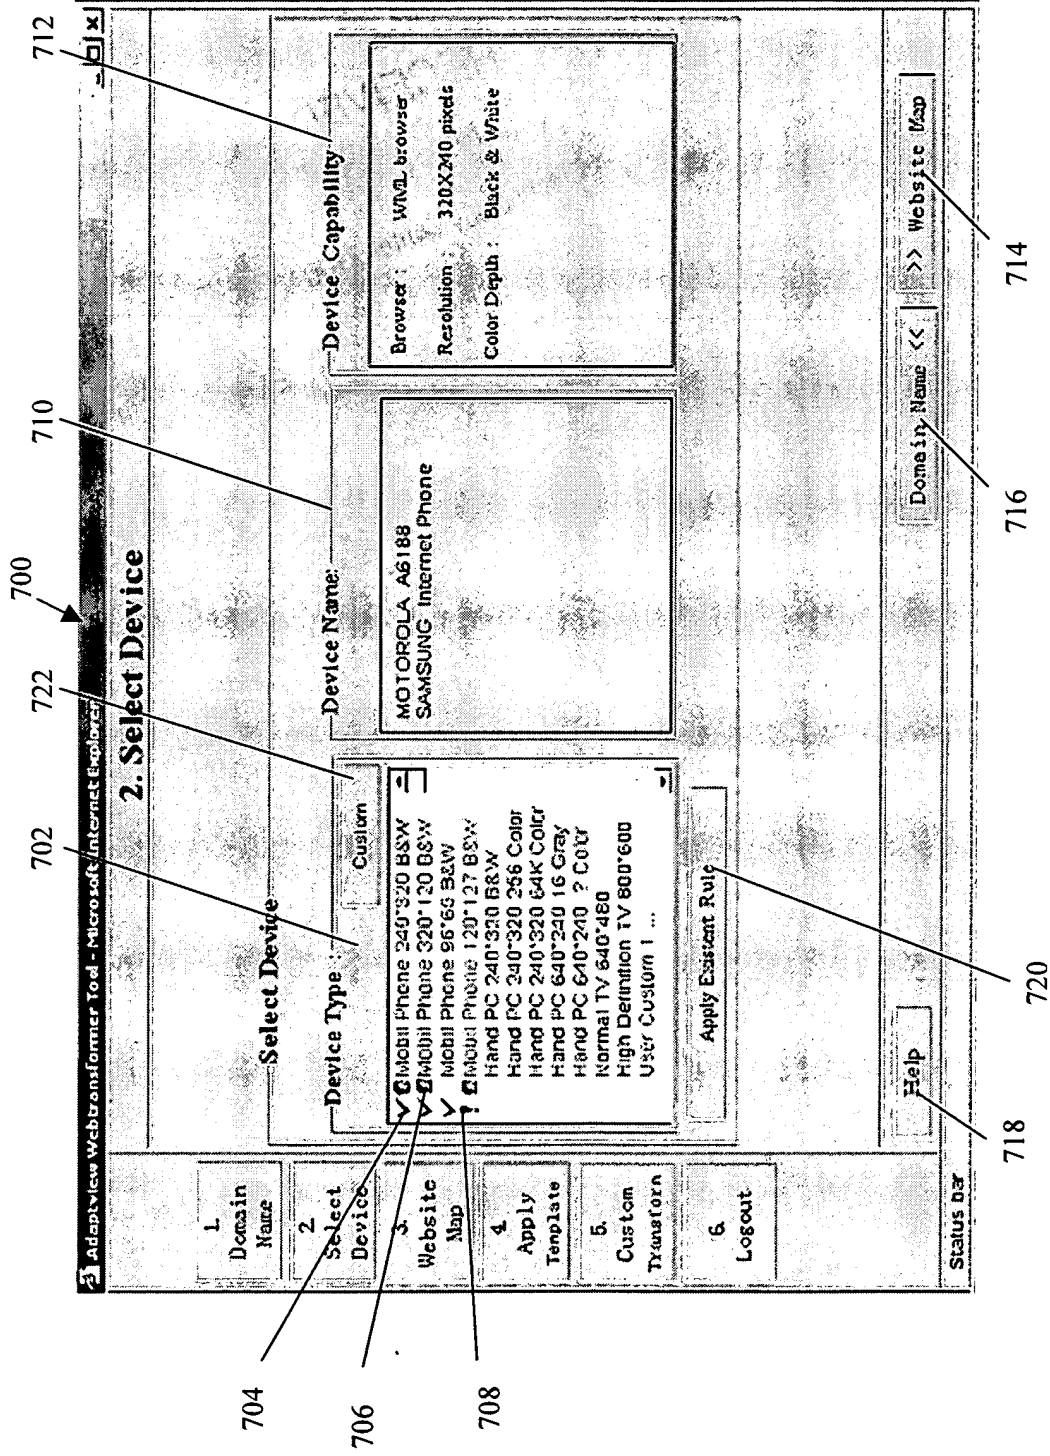 700
Adaptview Webtransformer Tool - Microsoft Internet Explorer
2. Select Device
1.
Domain
Name
2.
Select
Device
3.
Website
Map
4.
Apply
Template
5.
Custom
Transform
6.
Logout
Select Device
Device Type :
Custom
Mobil Phone 240*320 B&W
Mobil Phone 320*120 B&W
Mobil Phone 96*65 B&W
! Mobil Phone 120*127 B&W
Hand PC 240*320 B&W
Hand PC 240*320 256 Color
Hand PC 240*320 64K Color
Hand PC 640*240 16 Gray
Hand PC 640*240 ? Color
Normal TV 640*480
High Definition TV 800*600
User Custom 1 ...
Apply Existent Rule
Device Name:
MOTOROLA A6188
SAMSUNG Internet Phone
Device Capability
Browser : WML browser
Resolution : 320X240 pixels
Color Depth : Black & White
Help
Domain Name <<
>> Website Map
Status bar
702
722
710
712
704
706
708
718
720
716
714